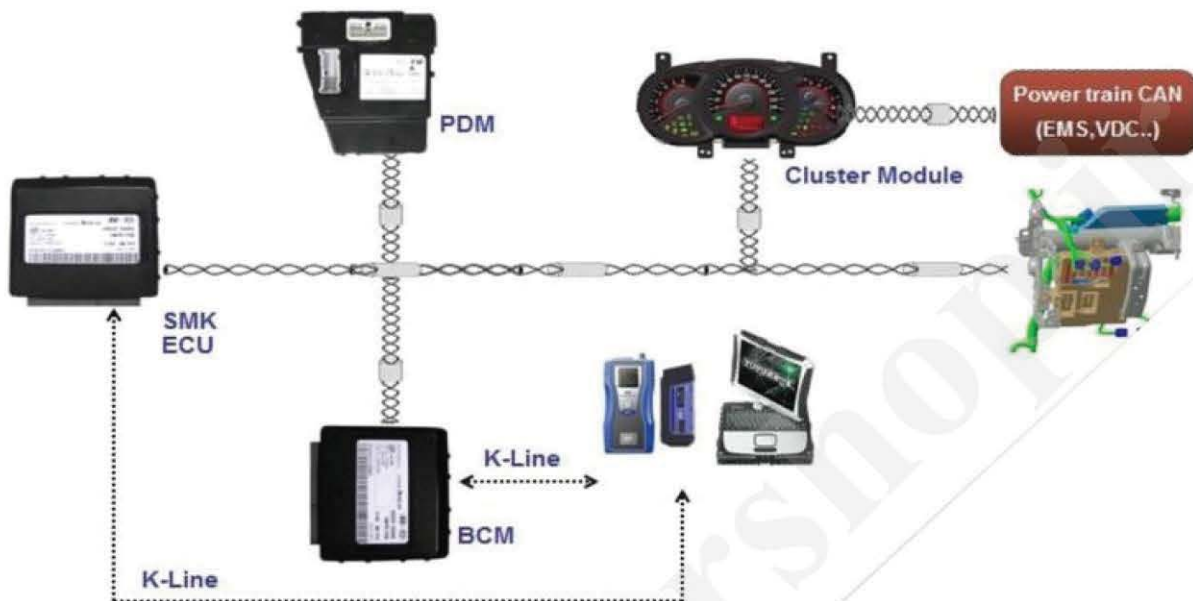 PDM
Power train CAN
(EMS,VDC..)
Cluster Module
SMK
ECU
K-Line
BCM
K-Line